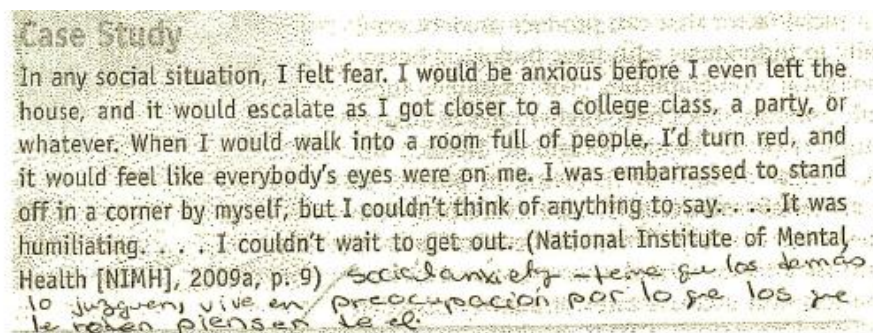 Case Study
In any social situation, I felt fear. I would be anxious before I even left the
house, and it would escalate as I got closer to a college class, a party, or
whatever. When I would walk into a room full of people, I'd turn red, and
it would feel like everybody's eyes were on me. I was embarrassed to stand
off in a corner by myself, but I couldn't think of anything to say. . . . It was
humiliating. . . . I couldn't wait to get out. (National Institute of Mental
Health [NIMH], 2009a, p. 9) social anxiety - teme que los demás
lo juzguen, vive en preocupación por lo que los que
le rodean piensen de el